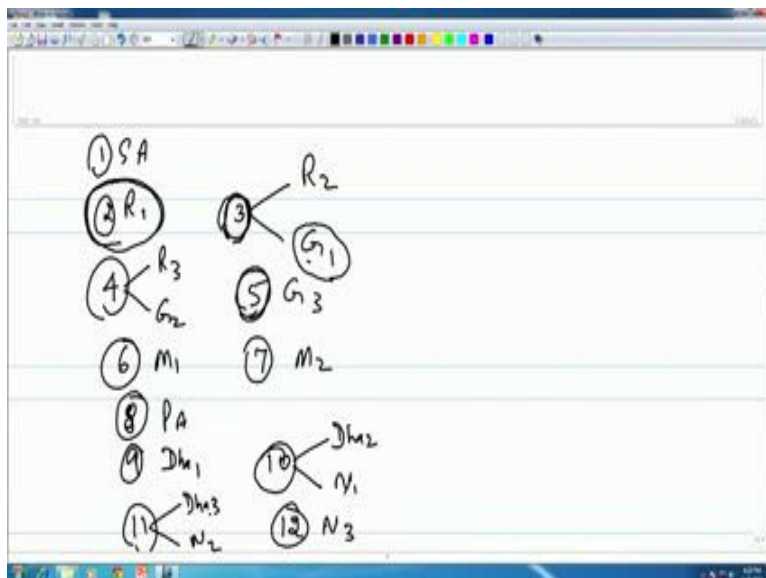 ① SA
② R₁ ③ R₂
G₁
④ R₃
G₂ ⑤ G₃
⑥ M₁ ⑦ M₂
⑧ PA
⑨ Dha₁ ⑩ Dha₂
N₁
⑪ Dha3
N₂ ⑫ N3